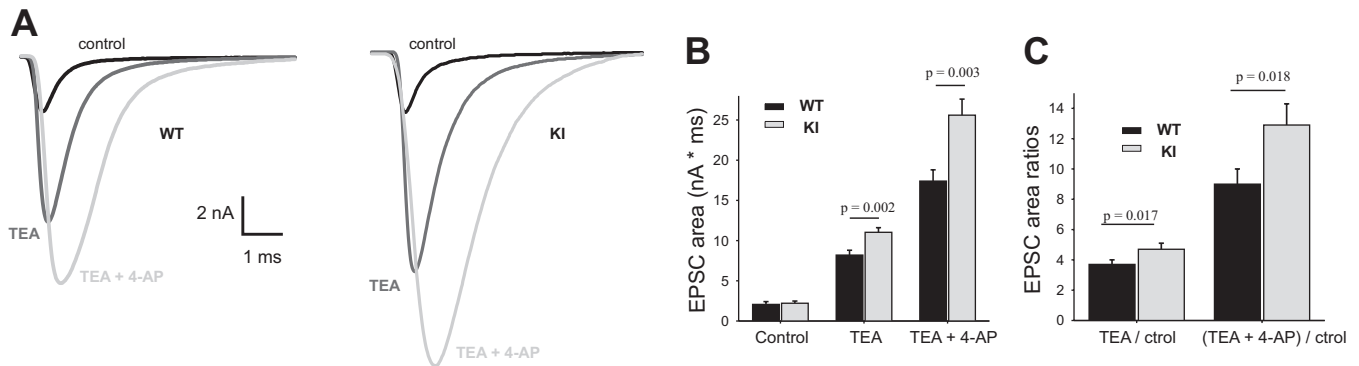 A
control
WT
TEA
TEA + 4-AP
2 nA
1 ms
control
KI
TEA
TEA + 4-AP
B
EPSC area (nA * ms)
25
20
15
10
5
0
WT
KI
p = 0.002
p = 0.003
Control
TEA
TEA + 4-AP
C
EPSC area ratios
14
12
10
8
6
4
2
0
WT
KI
p = 0.017
p = 0.018
TEA / ctrol
(TEA + 4-AP) / ctrol